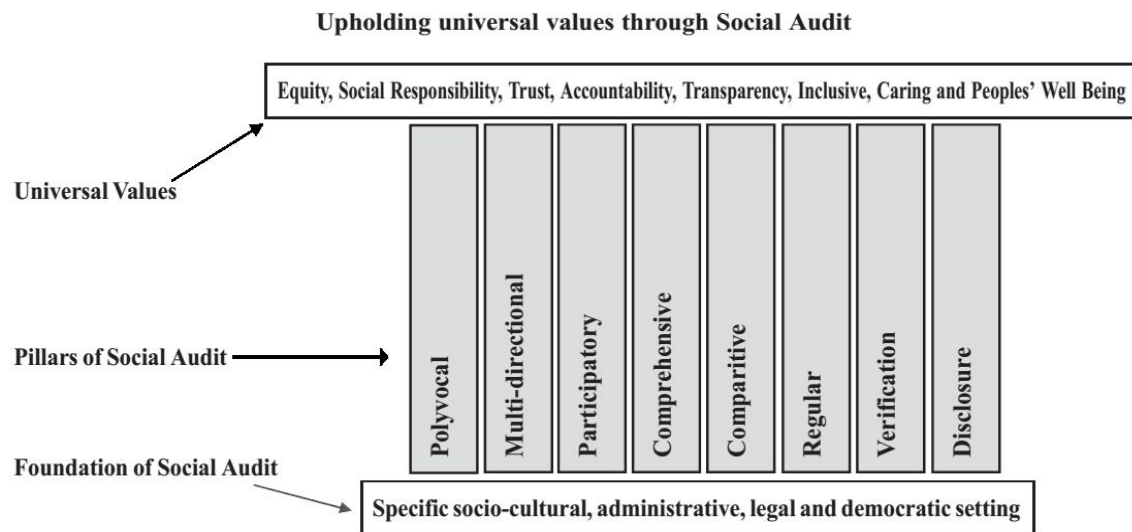 Upholding universal values through Social Audit
Equity, Social Responsibility, Trust, Accountability, Transparency, Inclusive, Caring and Peoples’ Well Being
Universal Values
Pillars of Social Audit
Polyvocal
Multi-directional
Participatory
Comprehensive
Comparitive
Regular
Verification
Disclosure
Foundation of Social Audit
Specific socio-cultural, administrative, legal and democratic setting